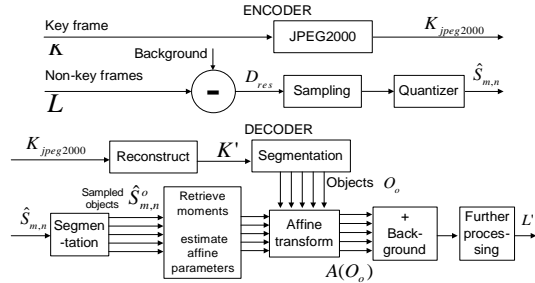 ENCODER
Key frame
K
JPEG2000
K_jpeg2000
Background
Non-key frames
L
-
D_res
Sampling
Quantizer
Ŝ_m,n
DECODER
K_jpeg2000
Reconstruct
K'
Segmentation
Objects O_o
Sampled objects
Ŝ^o_m,n
Ŝ_m,n
Segmen
-tation
Retrieve
moments
estimate
affine
parameters
Affine
transform
A(O_o)
+
Back-
ground
Further
proces-
sing
L'